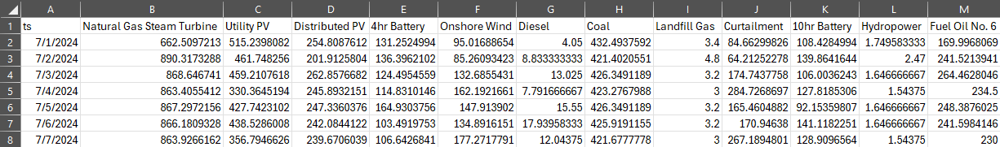 A B C D E F G H I J K L M
1 ts Natural Gas Steam Turbine Utility PV Distributed PV 4hr Battery Onshore Wind Diesel Coal Landfill Gas Curtailment 10hr Battery Hydropower Fuel Oil No. 6
2 7/1/2024 662.5097213 515.2398082 254.8087612 131.2524994 95.01688654 4.05 432.4937592 3.4 84.66299826 108.4284994 1.749583333 169.9968069
3 7/2/2024 890.3173288 461.748256 201.9125804 136.3962102 85.26093423 8.833333333 421.4020551 4.8 64.21252278 139.8641644 2.47 241.5213941
4 7/3/2024 868.646741 459.2107618 262.8576682 124.4954559 132.6855431 13.025 426.3491189 3.2 174.7437758 106.0036243 1.646666667 264.4628046
5 7/4/2024 863.4055412 330.3645194 245.8932151 114.8310146 162.1921661 7.791666667 423.2767988 3 284.7268697 127.8185306 1.54375 234.5
6 7/5/2024 867.2972156 427.7423102 247.3360376 164.9303756 147.913902 15.55 426.3491189 3.2 165.4604882 92.15359807 1.646666667 248.3876025
7 7/6/2024 866.1809328 438.5286008 242.0844122 103.4919753 134.8916151 17.93958333 425.9191155 3.2 170.94638 141.1182251 1.646666667 241.5984146
8 7/7/2024 863.9266162 356.7946626 239.6706039 106.6426841 177.2717791 12.04375 421.6777778 3 267.1894801 128.9096564 1.54375 230